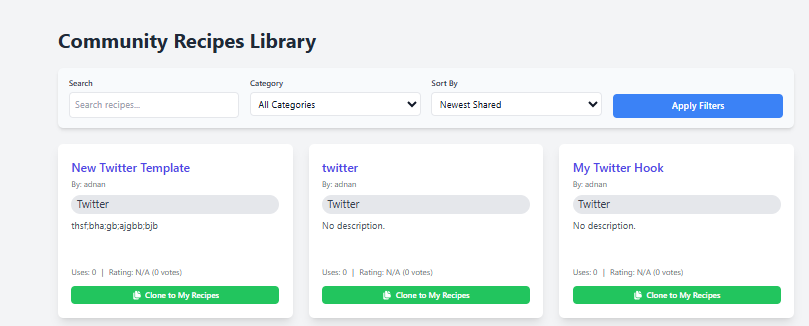 Community Recipes Library
Search Category Sort By
Search recipes... All Categories Newest Shared Apply Filters
New Twitter Template
By: adnan
Twitter
thsf;bha:gb:ajgbb;bjb
Uses: 0 | Rating: N/A (0 votes)
Clone to My Recipes
twitter
By: adnan
Twitter
No description.
Uses: 0 | Rating: N/A (0 votes)
Clone to My Recipes
My Twitter Hook
By: adnan
Twitter
No description.
Uses: 0 | Rating: N/A (0 votes)
Clone to My Recipes